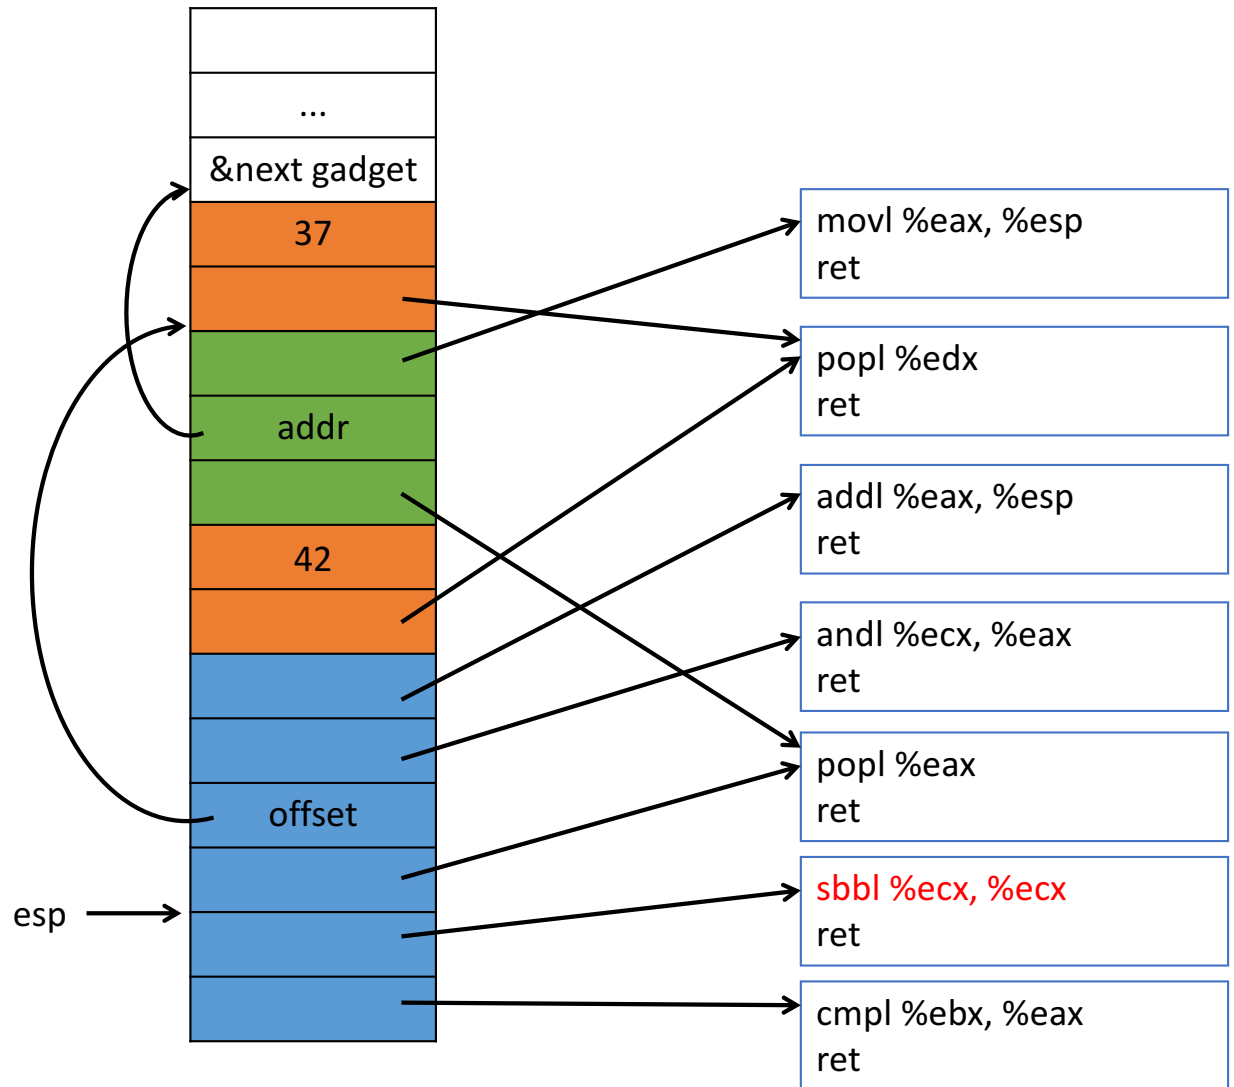 ...
&next gadget
37
addr
42
offset
esp
movl %eax, %esp
ret
popl %edx
ret
addl %eax, %esp
ret
andl %ecx, %eax
ret
popl %eax
ret
sbbl %ecx, %ecx
ret
cmpl %ebx, %eax
ret